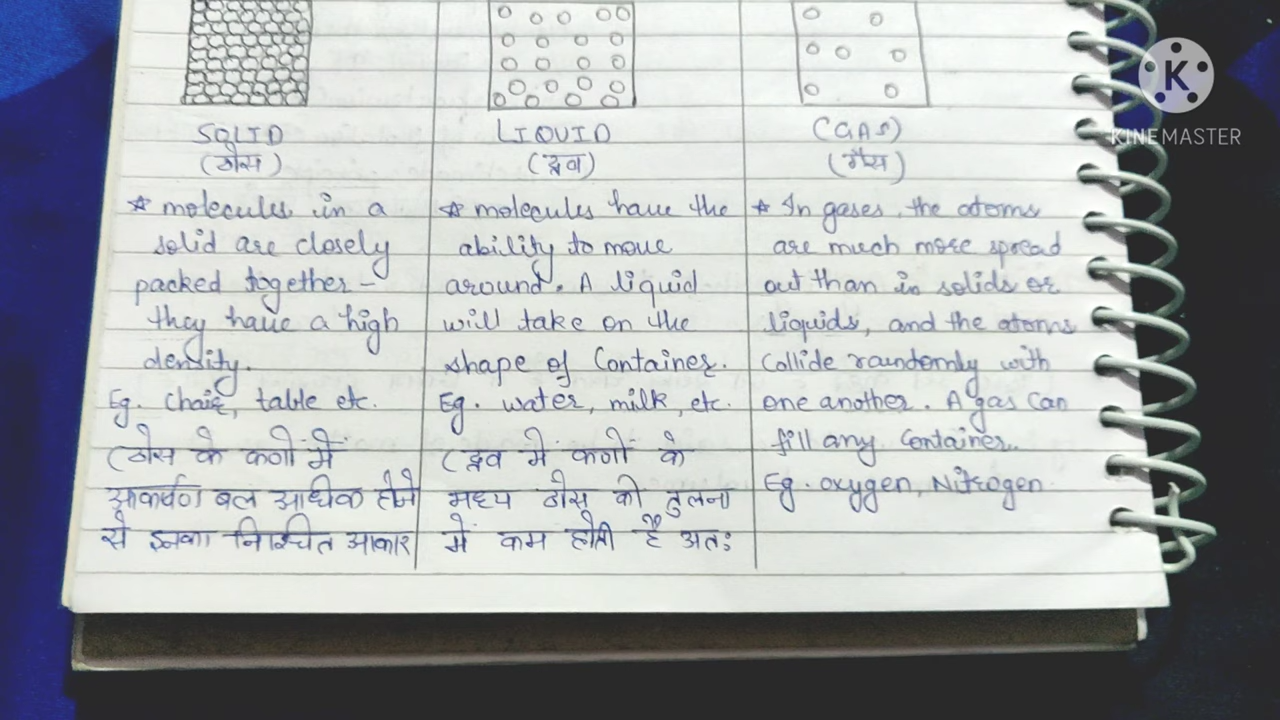 SOLID
(ठोस)
* molecules in a
solid are closely
packed together-
they have a high
density.
Eg. Chair, table etc.
(ठोस के कणों में
आकर्षण बल अधिक होने
से इनका निश्चित आकार
LIQUID
(द्रव)
* molecules have the
ability to move
around. A liquid
will take on the
shape of Container.
Eg. water, milk, etc.
(द्रव में कणों के
मध्य ठोस की तुलना
में कम होती है अतः
(GAS)
(गैस)
* In gases, the atoms
are much more spread
out than in solids or
liquids, and the atoms
Collide randomly with
one another. A gas Can
fill any Container.
Eg. oxygen, Nitrogen
K
KINEMASTER